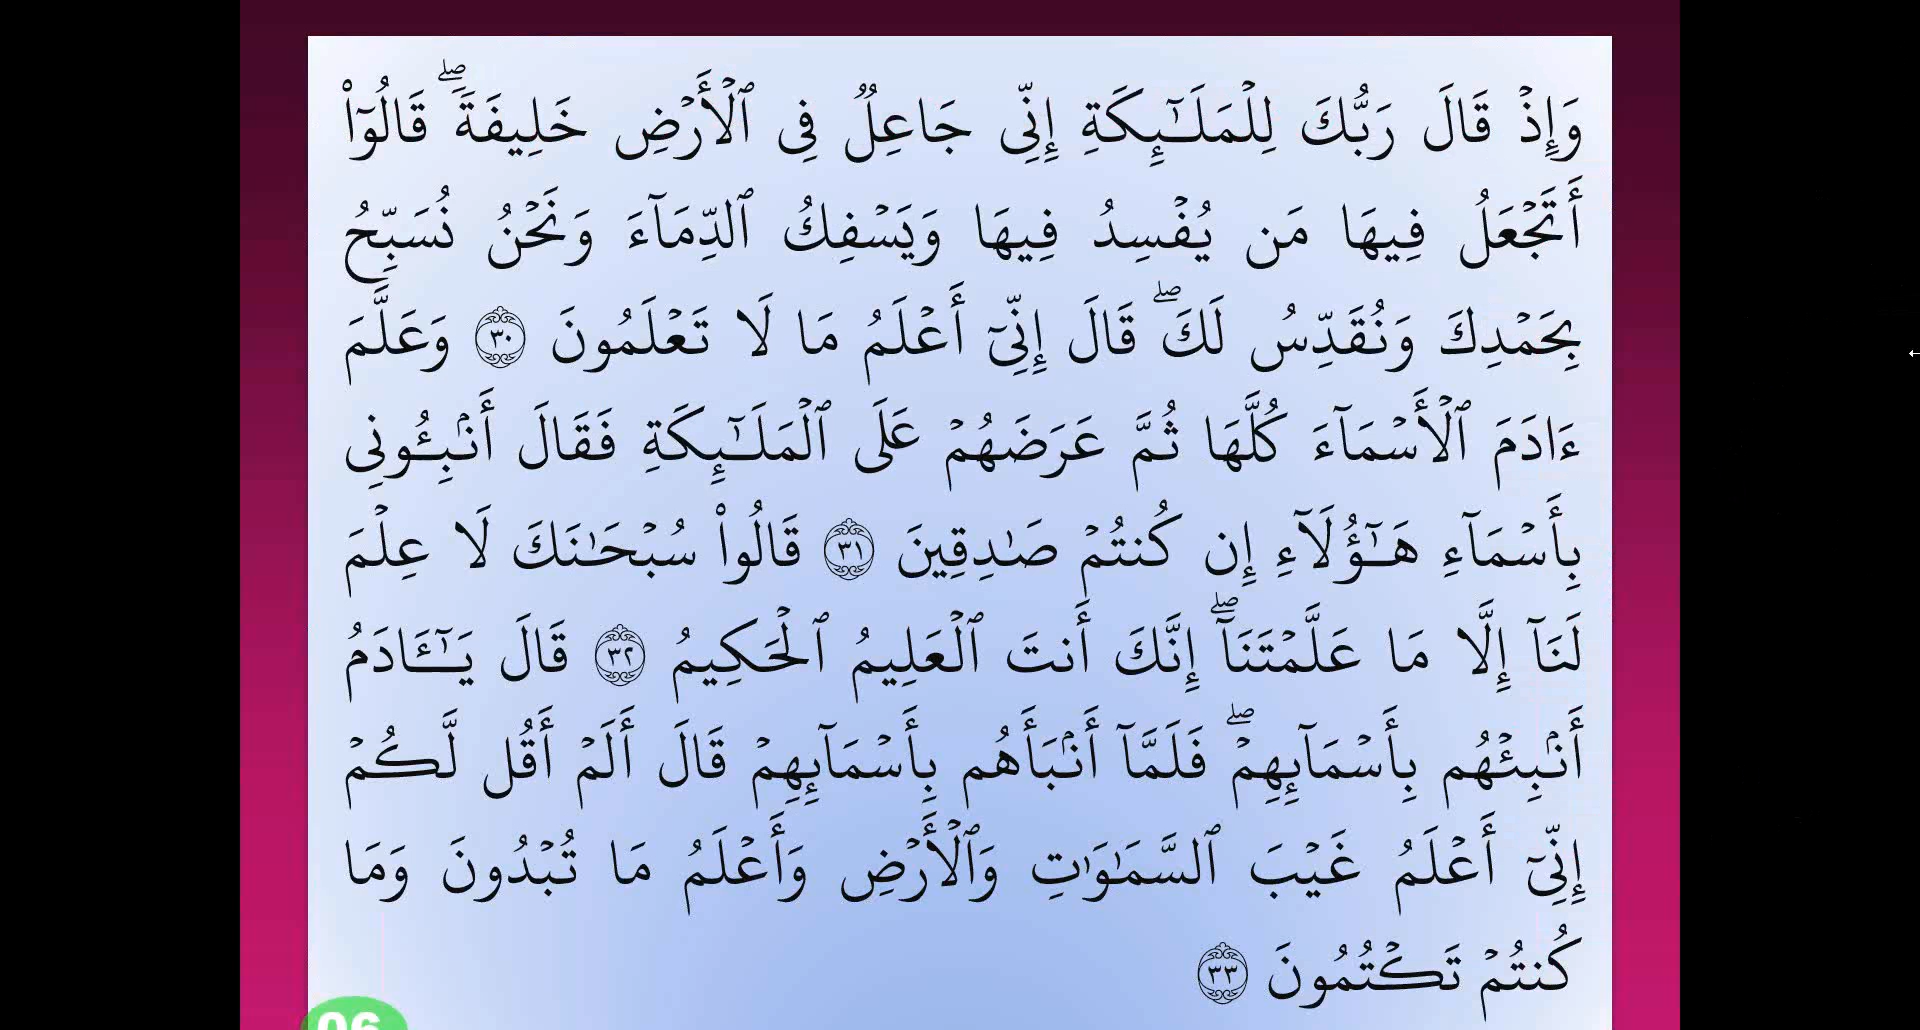 وَإِذۡ قَالَ رَبُّكَ لِلۡمَلَـٰٓئِكَةِ إِنِّى جَاعِلٌ فِى ٱلۡأَرۡضِ خَلِيفَةًۖ قَالُوٓا۟
أَتَجۡعَلُ فِيهَا مَن يُفۡسِدُ فِيهَا وَيَسۡفِكُ ٱلدِّمَآءَ وَنَحۡنُ نُسَبِّحُ
بِحَمۡدِكَ وَنُقَدِّسُ لَكَۖ قَالَ إِنِّىٓ أَعۡلَمُ مَا لَا تَعۡلَمُونَ ٣٠ وَعَلَّمَ
ءَادَمَ ٱلۡأَسۡمَآءَ كُلَّهَا ثُمَّ عَرَضَهُمۡ عَلَى ٱلۡمَلَـٰٓئِكَةِ فَقَالَ أَنۢبِـُٔونِى
بِأَسۡمَآءِ هَـٰٓؤُلَآءِ إِن كُنتُمۡ صَـٰدِقِينَ ٣١ قَالُوا۟ سُبۡحَـٰنَكَ لَا عِلۡمَ
لَنَآ إِلَّا مَا عَلَّمۡتَنَآۖ إِنَّكَ أَنتَ ٱلۡعَلِيمُ ٱلۡحَكِيمُ ٣٢ قَالَ يَـٰٓـَٔادَمُ
أَنۢبِئۡهُم بِأَسۡمَآئِهِمۡۖ فَلَمَّآ أَنۢبَأَهُم بِأَسۡمَآئِهِمۡ قَالَ أَلَمۡ أَقُل لَّكُمۡ
إِنِّىٓ أَعۡلَمُ غَيۡبَ ٱلسَّمَـٰوَٰتِ وَٱلۡأَرۡضِ وَأَعۡلَمُ مَا تُبۡدُونَ وَمَا
كُنتُمۡ تَكۡتُمُونَ ٣٣
06